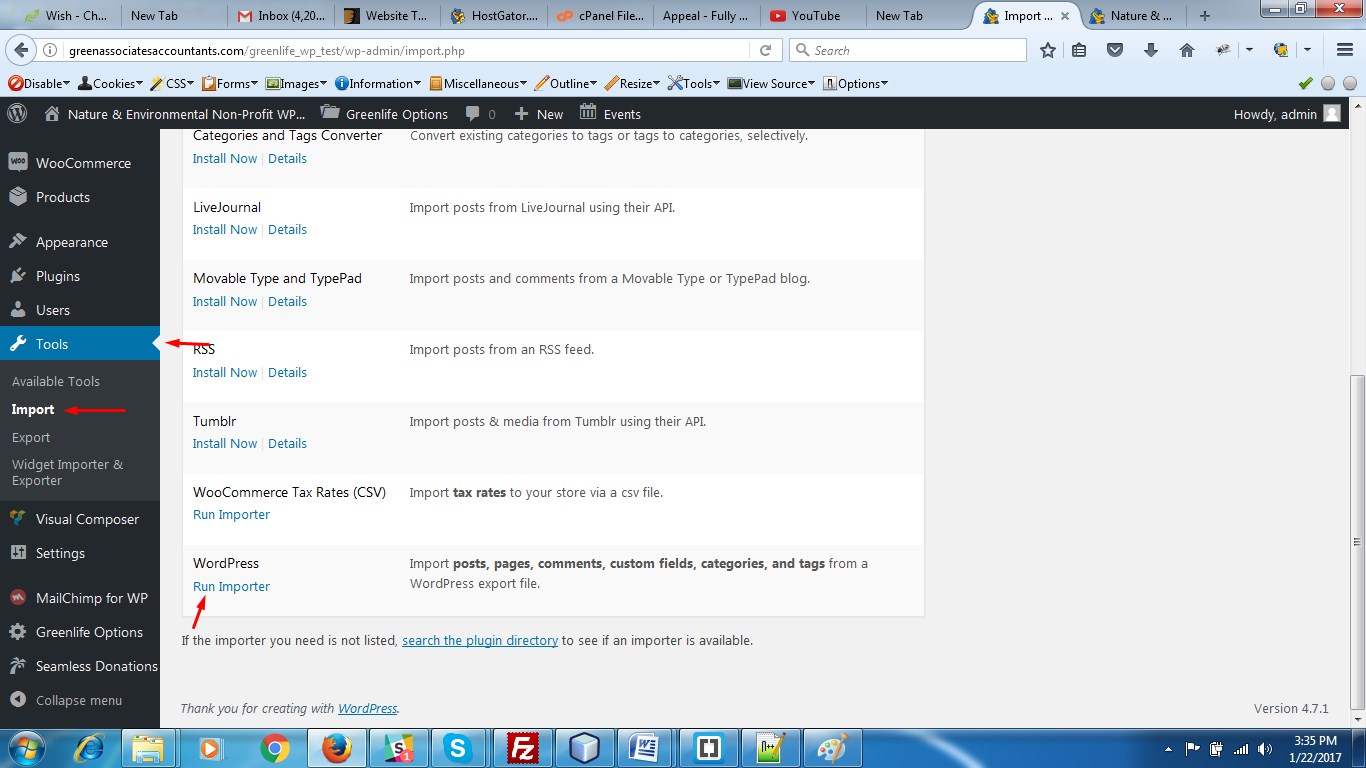 Wish - Ch...
New Tab
Inbox (4,20...
Website T...
HostGator....
cPanel File...
Appeal - Fully ...
YouTube
New Tab
Import ...
Nature & ...
greenassociatesaccountants.com/greenlife_wp_test/wp-admin/import.php
Search
Disable
Cookies
CSS
Forms
Images
Information
Miscellaneous
Outline
Resize
Tools
View Source
Options
Nature & Environmental Non-Profit WP...
Greenlife Options
0
New
Events
Howdy, admin
WooCommerce
Products
Appearance
Plugins
Users
Tools
Available Tools
Import
Export
Widget Importer &
Exporter
Visual Composer
Settings
MailChimp for WP
Greenlife Options
Seamless Donations
Collapse menu
Categories and Tags Converter
Convert existing categories to tags or tags to categories, selectively.
Install Now | Details
LiveJournal
Import posts from LiveJournal using their API.
Install Now | Details
Movable Type and TypePad
Import posts and comments from a Movable Type or TypePad blog.
Install Now | Details
RSS
Import posts from an RSS feed.
Install Now | Details
Tumblr
Import posts & media from Tumblr using their API.
Install Now | Details
WooCommerce Tax Rates (CSV)
Import tax rates to your store via a csv file.
Run Importer
WordPress
Import posts, pages, comments, custom fields, categories, and tags from a
WordPress export file.
Run Importer
If the importer you need is not listed, search the plugin directory to see if an importer is available.
Thank you for creating with WordPress.
Version 4.7.1
3:35 PM
1/22/2017